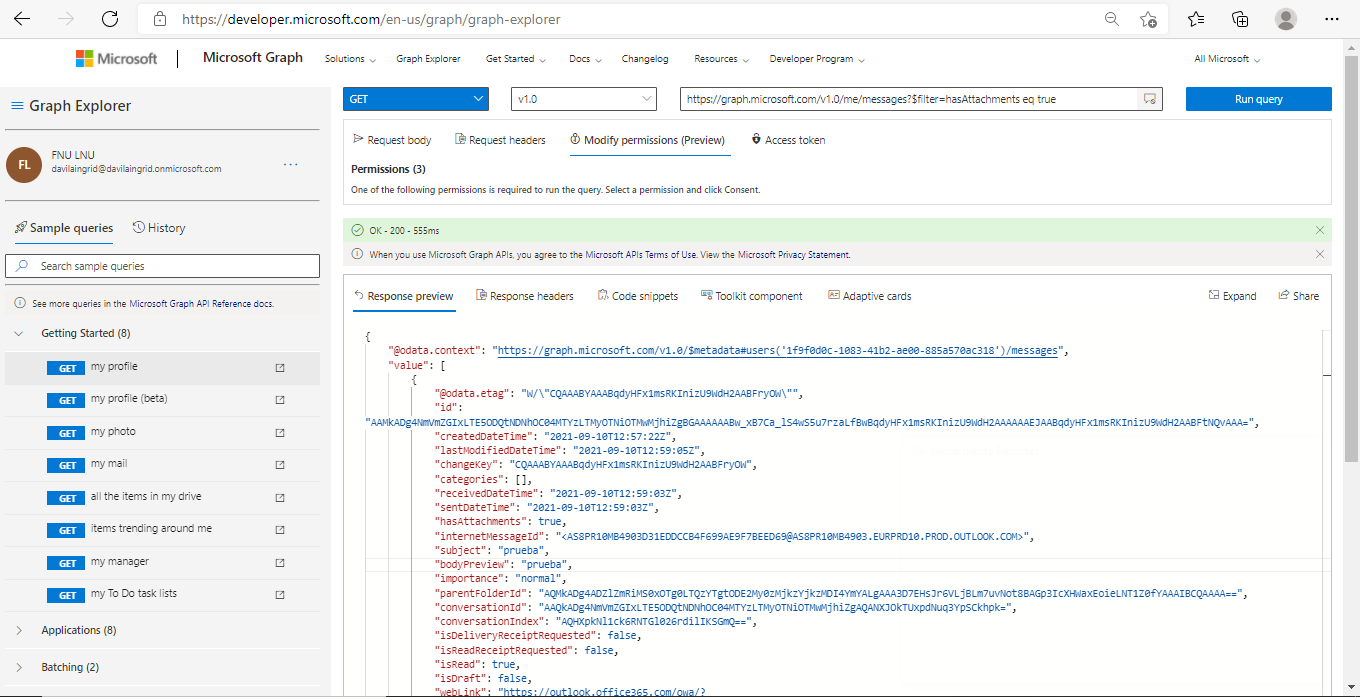 https://developer.microsoft.com/en-us/graph/graph-explorer
Microsoft
Microsoft Graph
Solutions
Graph Explorer
Get Started
Docs
Changelog
Resources
Developer Program
All Microsoft
Graph Explorer
GET
v1.0
https://graph.microsoft.com/v1.0/me/messages?$filter=hasAttachments eq true
Run query
FL
FNU LNU
davilaingrid@davilaingrid.onmicrosoft.com
Request body
Request headers
Modify permissions (Preview)
Access token
Permissions (3)
One of the following permissions is required to run the query. Select a permission and click Consent.
Sample queries
History
Search sample queries
See more queries in the Microsoft Graph API Reference docs.
Getting Started (8)
GET my profile
GET my profile (beta)
GET my photo
GET my mail
GET all the items in my drive
GET items trending around me
GET my manager
GET my To Do task lists
Applications (8)
Batching (2)
OK - 200 - 555ms
When you use Microsoft Graph APIs, you agree to the Microsoft APIs Terms of Use. View the Microsoft Privacy Statement.
Response preview
Response headers
Code snippets
Toolkit component
Adaptive cards
Expand
Share
{
"@odata.context": "https://graph.microsoft.com/v1.0/$metadata#users('1f9f0d0c-1083-41b2-ae00-885a570ac318')/messages",
"value": [
{
"@odata.etag": "W/\"CQAAABYAAABqdyHFx1msRKInizU9WdH2AABFryOW\"",
"id":
"AAMkADg4NmVmZGIxLTE5ODQtNDNhOC04MTYzLTMyOTNiOTMwMjhiZgBGAAAAAABw_xB7Ca_lS4wS5u7rzaLfBwBqdyHFx1msRKInizU9WdH2AAAAAAEJAABqdyHFx1msRKInizU9WdH2AABFtNQvAAA=",
"createdDateTime": "2021-09-10T12:57:22Z",
"lastModifiedDateTime": "2021-09-10T12:59:05Z",
"changeKey": "CQAAABYAAABqdyHFx1msRKInizU9WdH2AABFryOW",
"categories": [],
"receivedDateTime": "2021-09-10T12:59:03Z",
"sentDateTime": "2021-09-10T12:59:03Z",
"hasAttachments": true,
"internetMessageId": "<AS8PR10MB4903D31EDDCCB4F699AE9F7BEED69@AS8PR10MB4903.EURPRD10.PROD.OUTLOOK.COM>",
"subject": "prueba",
"bodyPreview": "prueba",
"importance": "normal",
"parentFolderId": "AQMkADg4ADZlZmRiMS0xOTg0LTQzYTgtODE2My0zMjkzYjkzMDI4YmYALgAAA3D7EHsJr6VLjBLm7uvNot8BAGp3IcXHWaxEoieLNT1Z0fYAAAIBCQAAAA==",
"conversationId": "AAQkADg4NmVmZGIxLTE5ODQtNDNhOC04MTYzLTMyOTNiOTMwMjhiZgAQANXJOkTUxpdNuq3YpSCkhpk=",
"conversationIndex": "AQHXpkNl1ck6RNTGl026rdilIKSGmQ==",
"isDeliveryReceiptRequested": false,
"isReadReceiptRequested": false,
"isRead": true,
"isDraft": false,
"webLink": "https://outlook.office365.com/owa/?